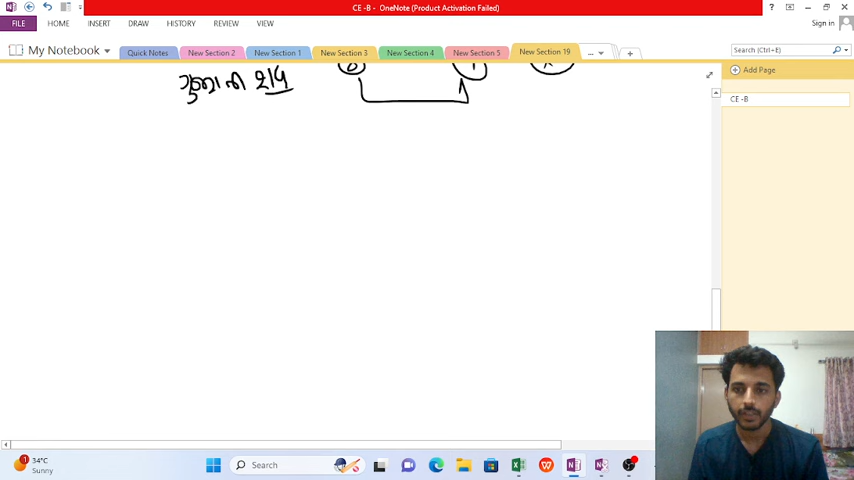 CE -B - OneNote (Product Activation Failed)
FILE HOME INSERT DRAW HISTORY REVIEW VIEW
Sign in
My Notebook Quick Notes New Section 2 New Section 1 New Section 3 New Section 4 New Section 5 New Section 19 ...
Search (Ctrl+E)
Add Page
CE -B
1
34°C
Sunny
Search